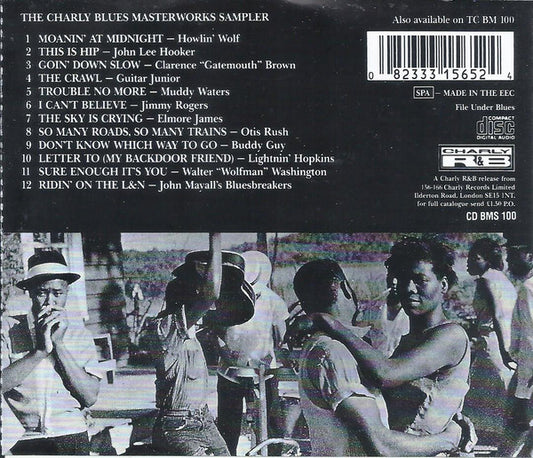 THE CHARLY BLUES MASTERWORKS SAMPLER
1 MOANIN' AT MIDNIGHT – Howlin' Wolf
2 THIS IS HIP – John Lee Hooker
3 GOIN' DOWN SLOW – Clarence "Gatemouth" Brown
4 THE CRAWL – Guitar Junior
5 TROUBLE NO MORE – Muddy Waters
6 I CAN'T BELIEVE – Jimmy Rogers
7 THE SKY IS CRYING – Elmore James
8 SO MANY ROADS, SO MANY TRAINS – Otis Rush
9 DON'T KNOW WHICH WAY TO GO – Buddy Guy
10 LETTER TO (MY BACKDOOR FRIEND) – Lightnin' Hopkins
11 SURE ENOUGH IT'S YOU – Walter "Wolfman" Washington
12 RIDIN' ON THE L&N – John Mayall's Bluesbreakers
Also available on TC BM 100
0 82333 15652 4
SPA – MADE IN THE EEC
File Under Blues
COMPACT
disc
DIGITAL AUDIO
CHARLY
R&B
A Charly R&B release from
156-166 Charly Records Limited
Ilderton Road, London SE15 1NT.
for full catalogue send £1.50 P.O.
CD BMS 100